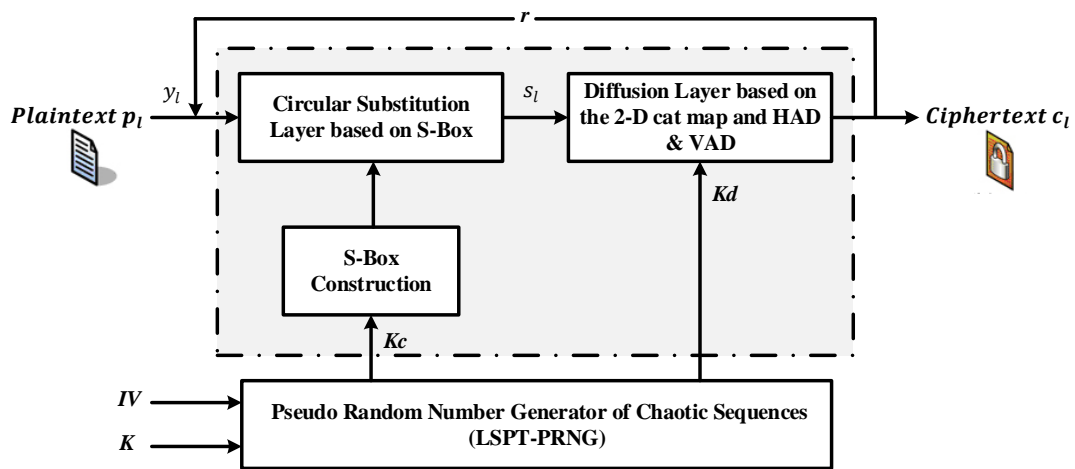 r
y_l
s_l
Plaintext p_l
Circular Substitution
Layer based on S-Box
Diffusion Layer based on
the 2-D cat map and HAD
& VAD
Ciphertext c_l
Kd
S-Box
Construction
Kc
IV
K
Pseudo Random Number Generator of Chaotic Sequences
(LSPT-PRNG)